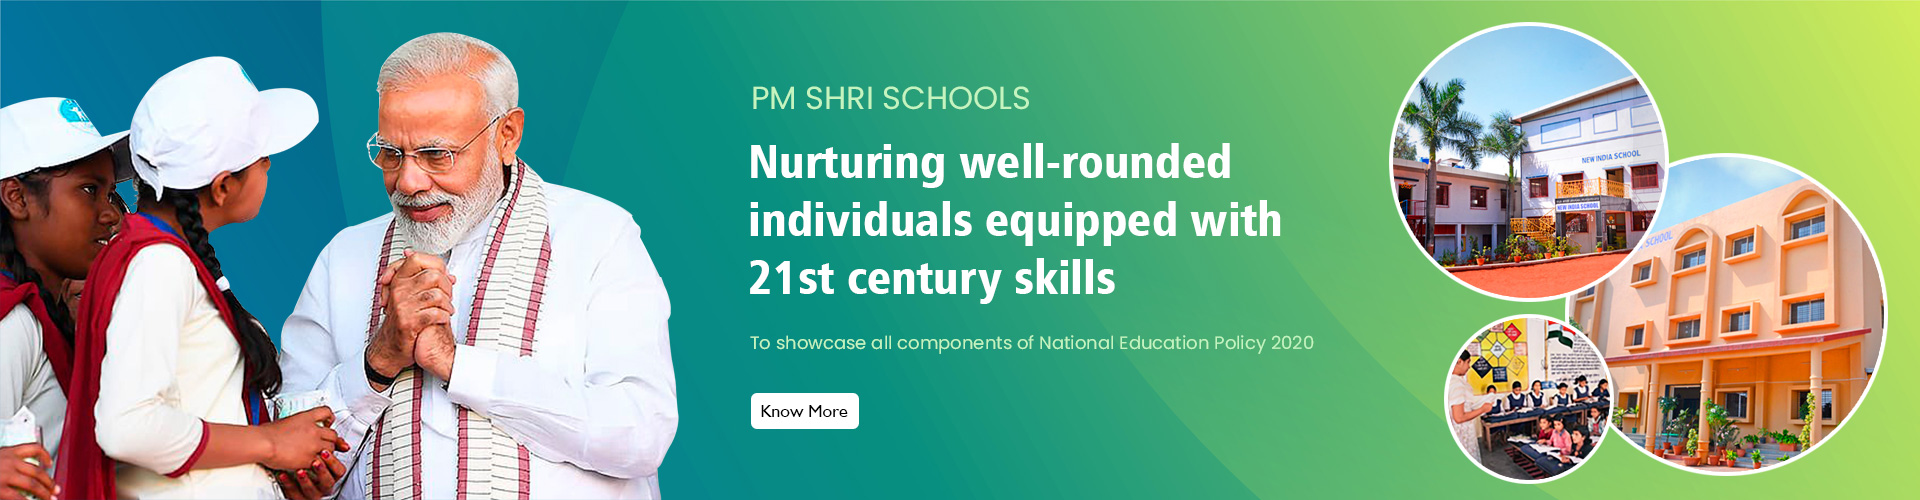 PM SHRI SCHOOLS
Nurturing well-rounded
individuals equipped with
21st century skills
To showcase all components of National Education Policy 2020
Know More
NEW INDIA SCHOOL
NEW INDIA SCHOOL
SCHOOL